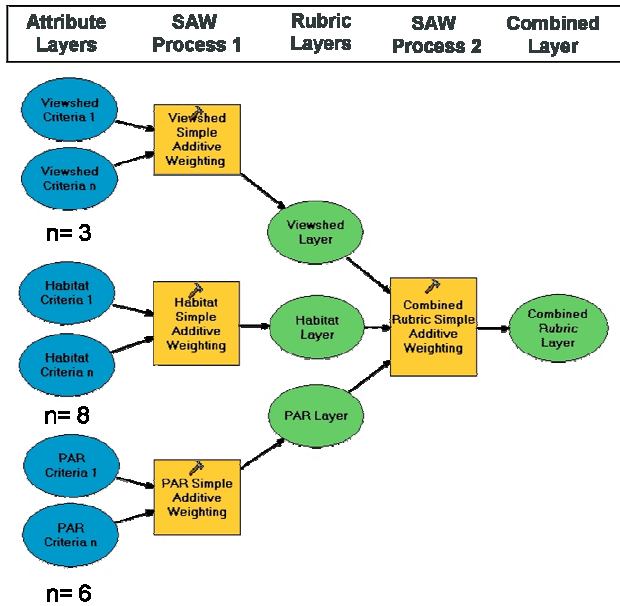 Attribute
Layers
SAW
Process 1
Rubric
Layers
SAW
Process 2
Combined
Layer
Viewshed
Criteria 1
Viewshed
Criteria n
n= 3
Viewshed
Simple
Additive
Weighting
Viewshed
Layer
Habitat
Criteria 1
Habitat
Criteria n
n= 8
Habitat
Simple
Additive
Weighting
Habitat
Layer
Combined
Rubric Simple
Additive
Weighting
Combined
Rubric
Layer
PAR Layer
PAR
Criteria 1
PAR
Criteria n
n= 6
PAR Simple
Additive
Weighting